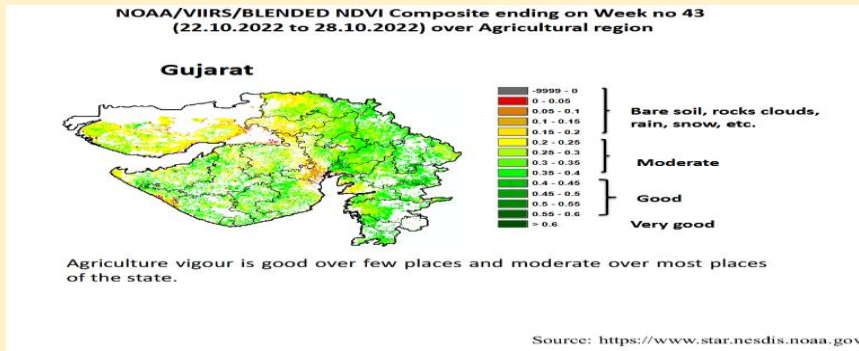 NOAA/VIIRS/BLENDED NDVI Composite ending on Week no 43
(22.10.2022 to 28.10.2022) over Agricultural region
Gujarat
-9999 - 0
0 - 0.05
0.05 - 0.1
0.1 - 0.15
0.15 - 0.2
0.2 - 0.25
0.25 - 0.3
0.3 - 0.35
0.35 - 0.4
0.4 - 0.45
0.45 - 0.5
0.5 - 0.55
0.55 - 0.6
> 0.6
Bare soil, rocks clouds,
rain, snow, etc.
Moderate
Good
Very good
Agriculture vigour is good over few places and moderate over most places
of the state.
Source: https://www.star.nesdis.noaa.gov